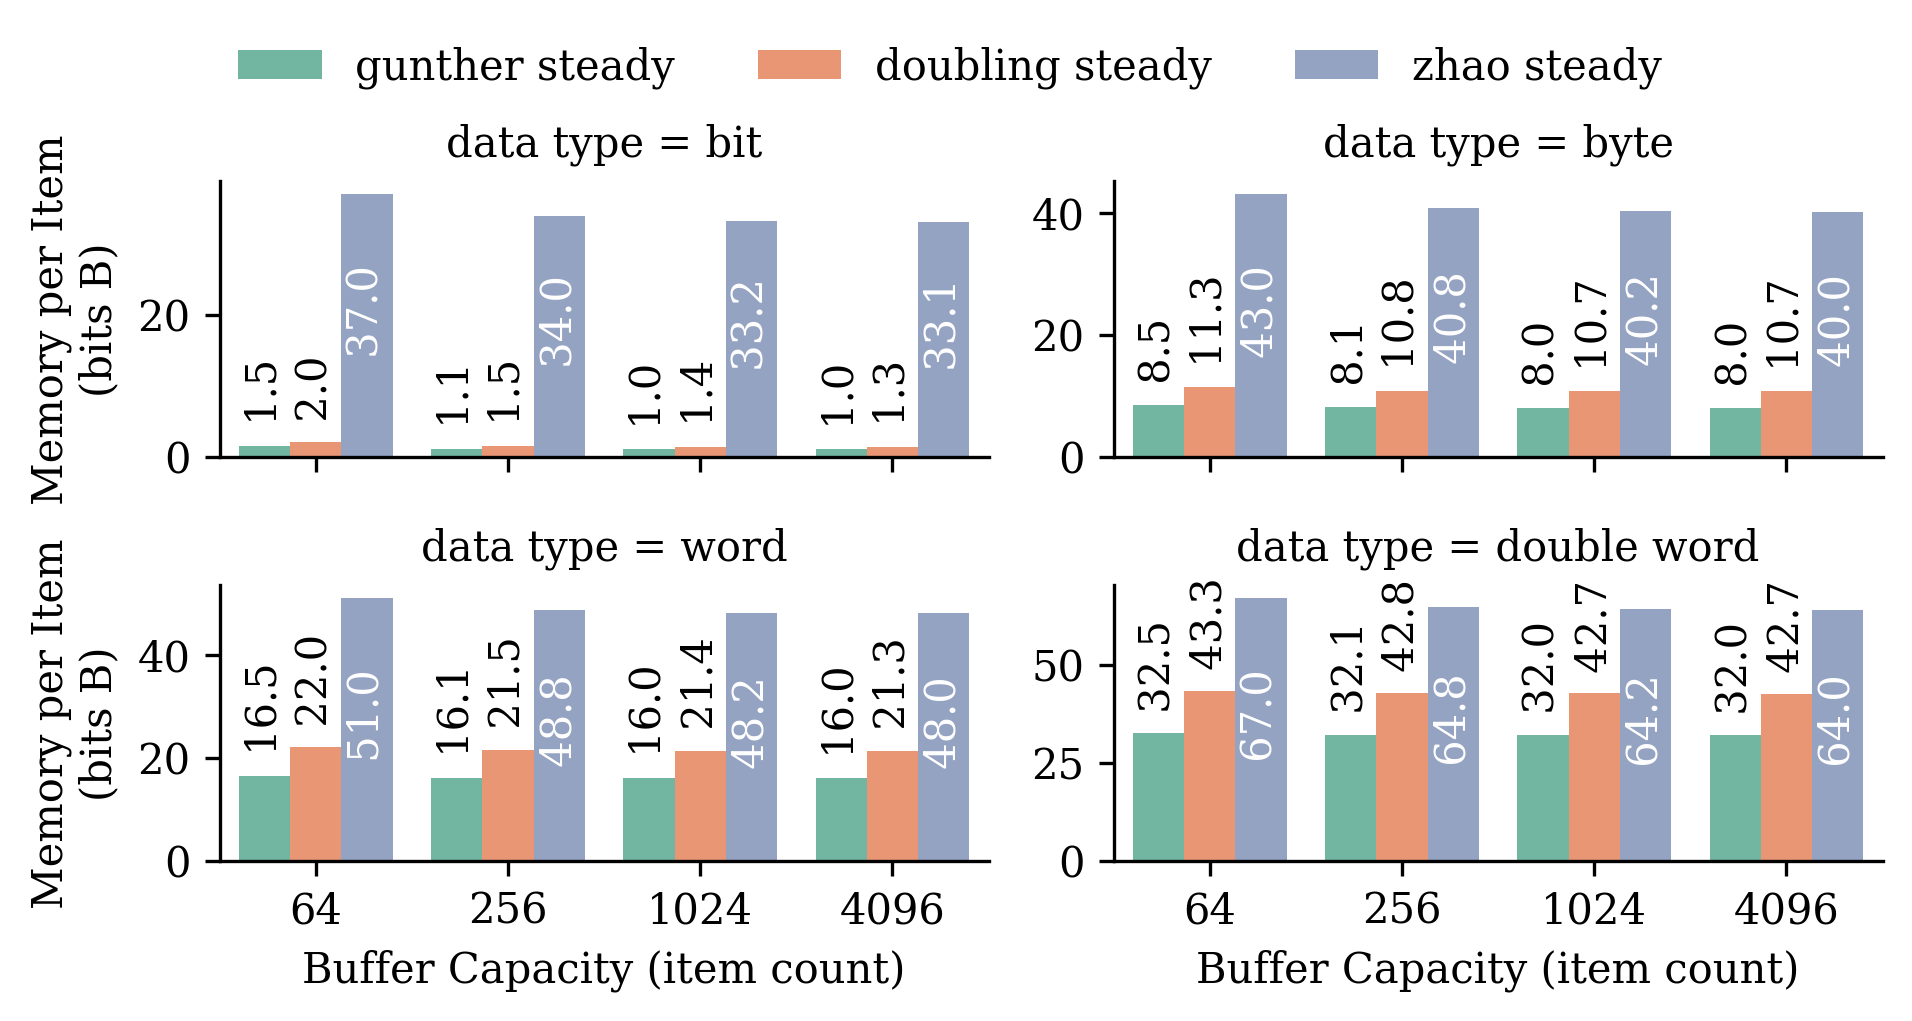 gunther steady doubling steady zhao steady
data type = bit
Memory per Item
(bits B)
20
0
1.5 2.0 37.0 1.1 1.5 34.0 1.0 1.4 33.2 1.0 1.3 33.1
data type = byte
40
20
0
8.5 11.3 43.0 8.1 10.8 40.8 8.0 10.7 40.2 8.0 10.7 40.0
data type = word
Memory per Item
(bits B)
40
20
0
16.5 22.0 51.0 16.1 21.5 48.8 16.0 21.4 48.2 16.0 21.3 48.0
64 256 1024 4096
Buffer Capacity (item count)
data type = double word
50
25
0
32.5 43.3 67.0 32.1 42.8 64.8 32.0 42.7 64.2 32.0 42.7 64.0
64 256 1024 4096
Buffer Capacity (item count)